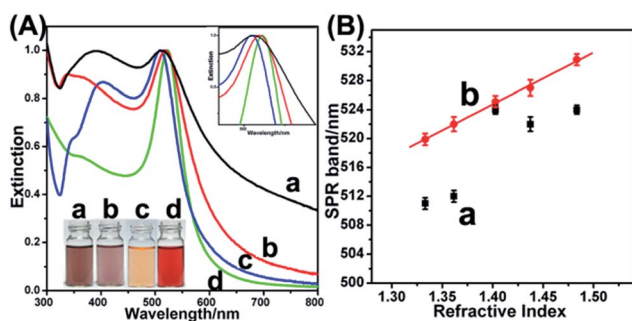 (A)
1.0
0.8
0.6
0.4
0.2
0.0
Extinction
300 400 500 600 700 800
Wavelength/nm
a
b
c
d
a b c d
Extinction
Wavelength/nm
(B)
532
528
524
520
516
512
508
504
500
SPR band/nm
1.30 1.35 1.40 1.45 1.50
Refractive Index
b
a